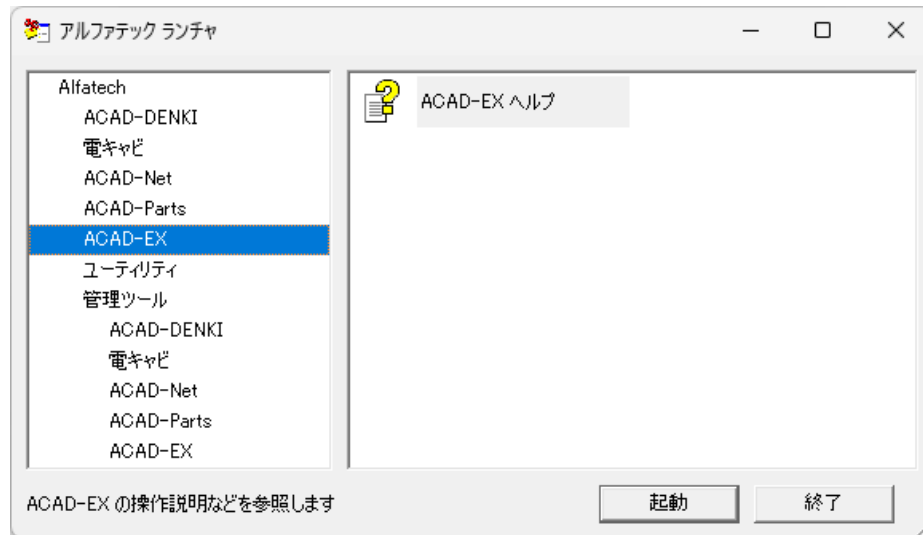 アルファテック ランチャ
Alfatech
ACAD-DENKI
電キャビ
ACAD-Net
ACAD-Parts
ACAD-EX
ユーティリティ
管理ツール
ACAD-DENKI
電キャビ
ACAD-Net
ACAD-Parts
ACAD-EX
ACAD-EX ヘルプ
ACAD-EX の操作説明などを参照します
起動
終了